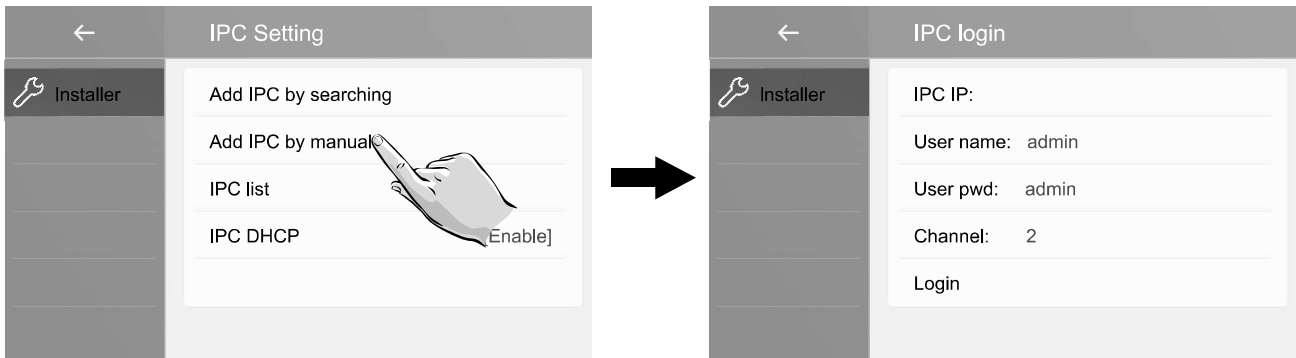 IPC Setting
Installer
Add IPC by searching
Add IPC by manual
IPC list
IPC DHCP [Enable]
IPC login
Installer
IPC IP:
User name: admin
User pwd: admin
Channel: 2
Login